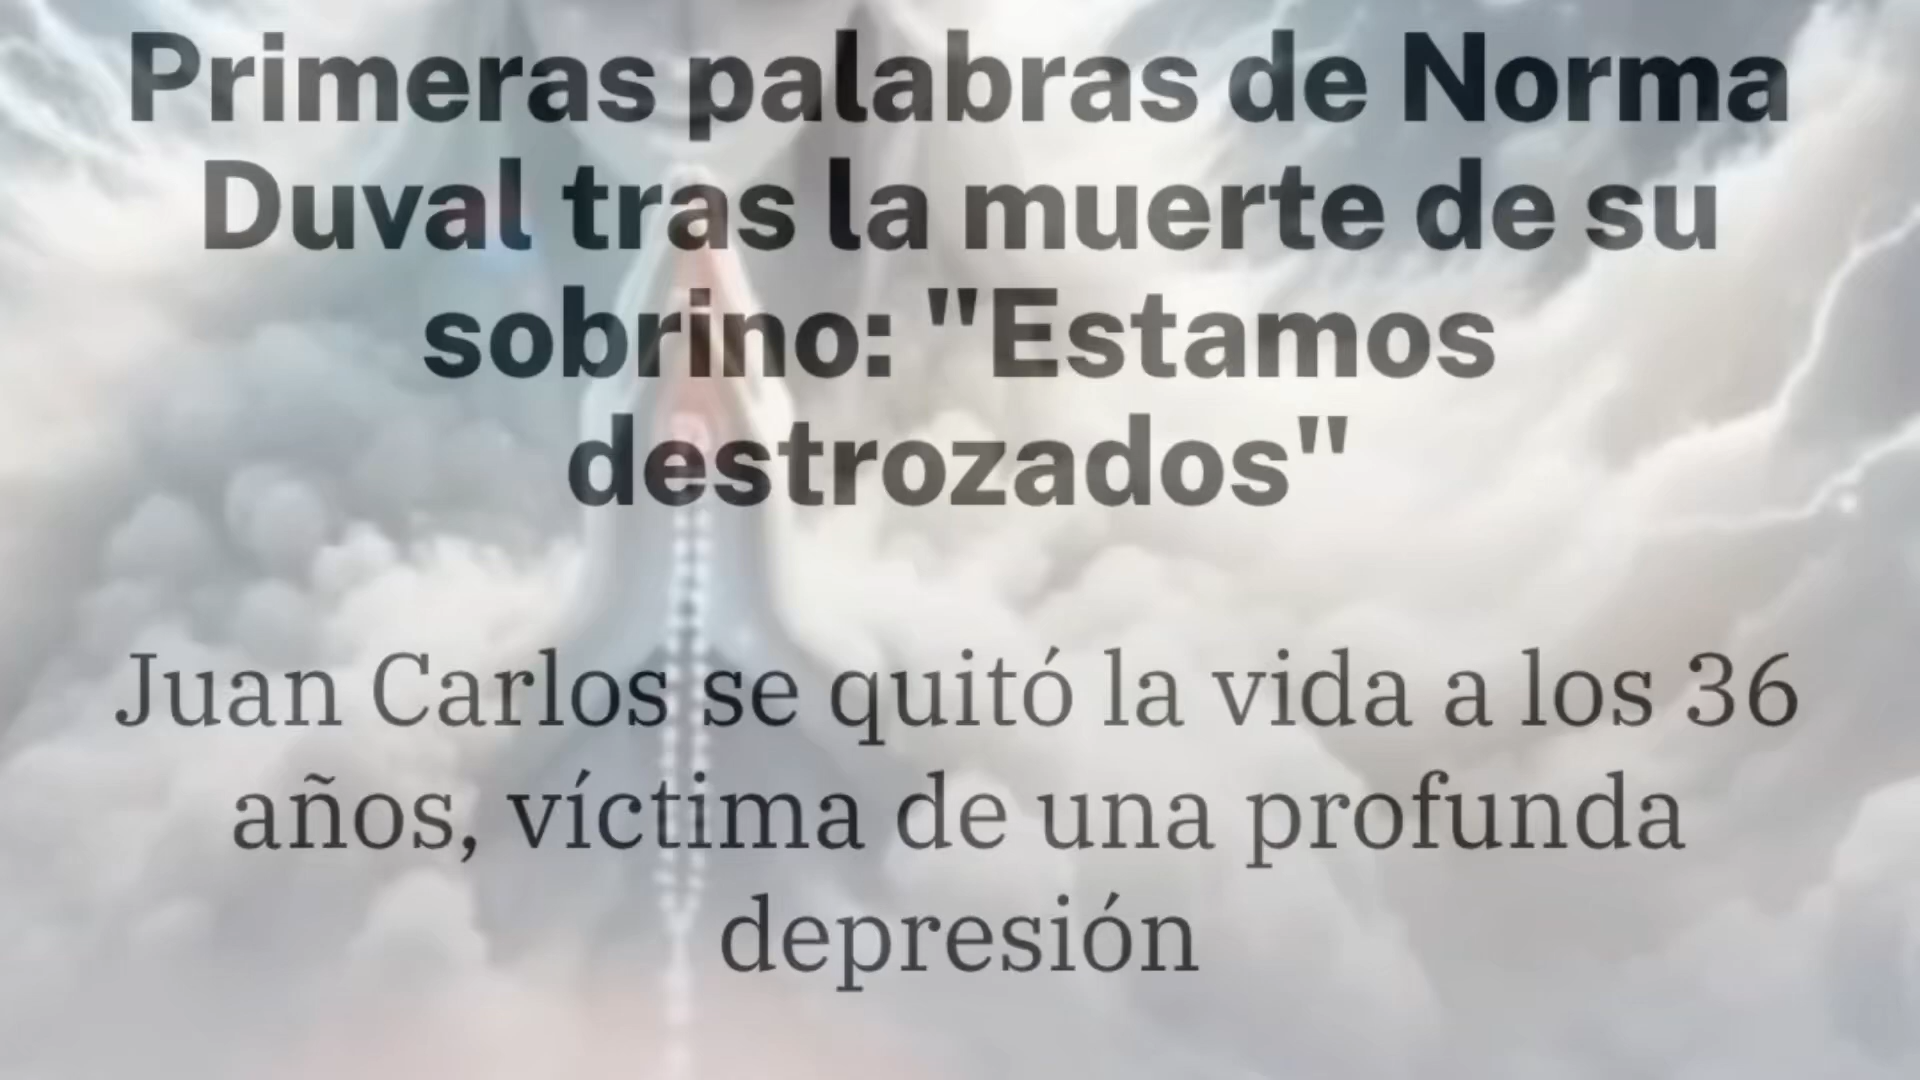 Primeras palabras de Norma
Duval tras la muerte de su
sobrino: "Estamos
destrozados"
Juan Carlos se quitó la vida a los 36
años, víctima de una profunda
depresión